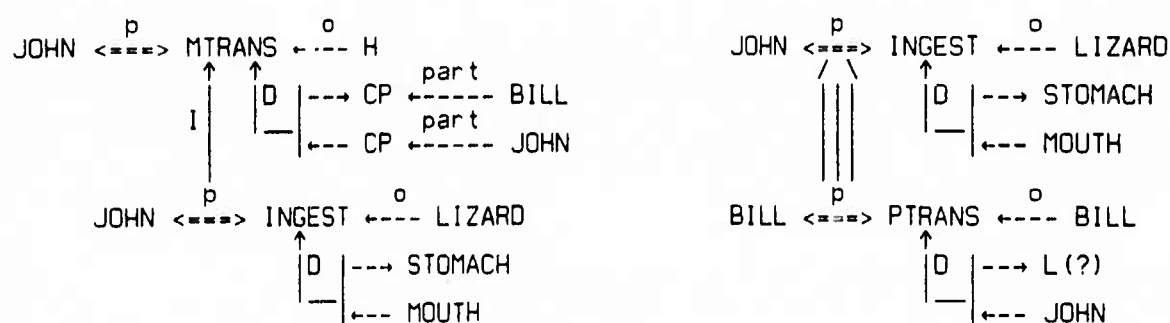 p o p o
JOHN <===> MTRANS ←--- H JOHN <===> INGEST ←---- LIZARD
part
D ---→ CP ←------ BILL D ---→ STOMACH
I part
←--- CP ←------ JOHN ←--- MOUTH
p o p o
JOHN <===> INGEST ←---- LIZARD BILL <===> PTRANS ←---- BILL
D ---→ STOMACH D ---→ L(?)
←--- MOUTH ←--- JOHN